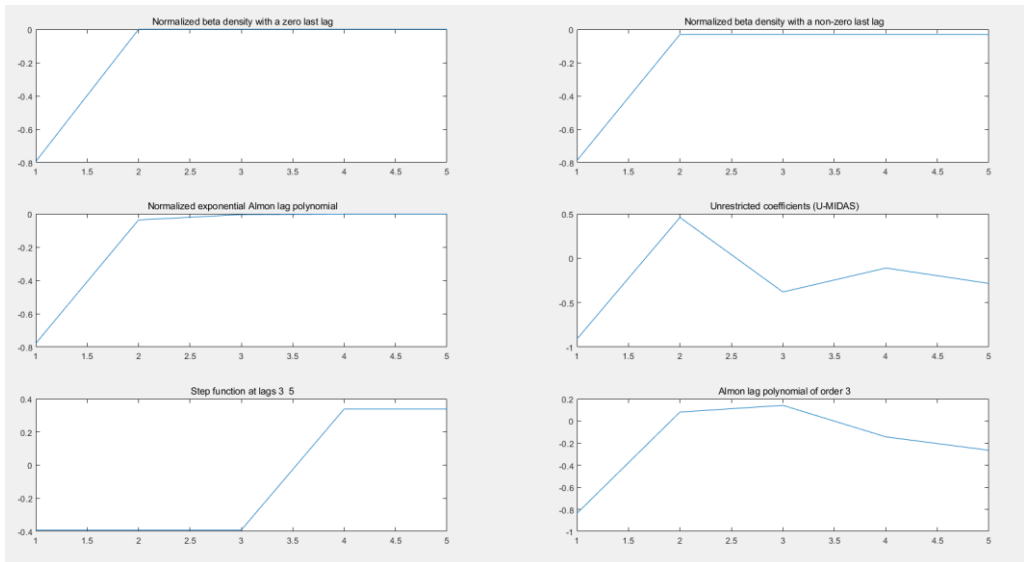 Normalized beta density with a zero last lag
0
-0.2
-0.4
-0.6
-0.8
1 1.5 2 2.5 3 3.5 4 4.5 5
Normalized beta density with a non-zero last lag
0
-0.2
-0.4
-0.6
-0.8
1 1.5 2 2.5 3 3.5 4 4.5 5
Normalized exponential Almon lag polynomial
0
-0.2
-0.4
-0.6
-0.8
1 1.5 2 2.5 3 3.5 4 4.5 5
Unrestricted coefficients (U-MIDAS)
0.5
0
-0.5
-1
1 1.5 2 2.5 3 3.5 4 4.5 5
Step function at lags 3 5
0.4
0.2
0
-0.2
-0.4
1 1.5 2 2.5 3 3.5 4 4.5 5
Almon lag polynomial of order 3
0.2
0
-0.2
-0.4
-0.6
-0.8
-1
1 1.5 2 2.5 3 3.5 4 4.5 5